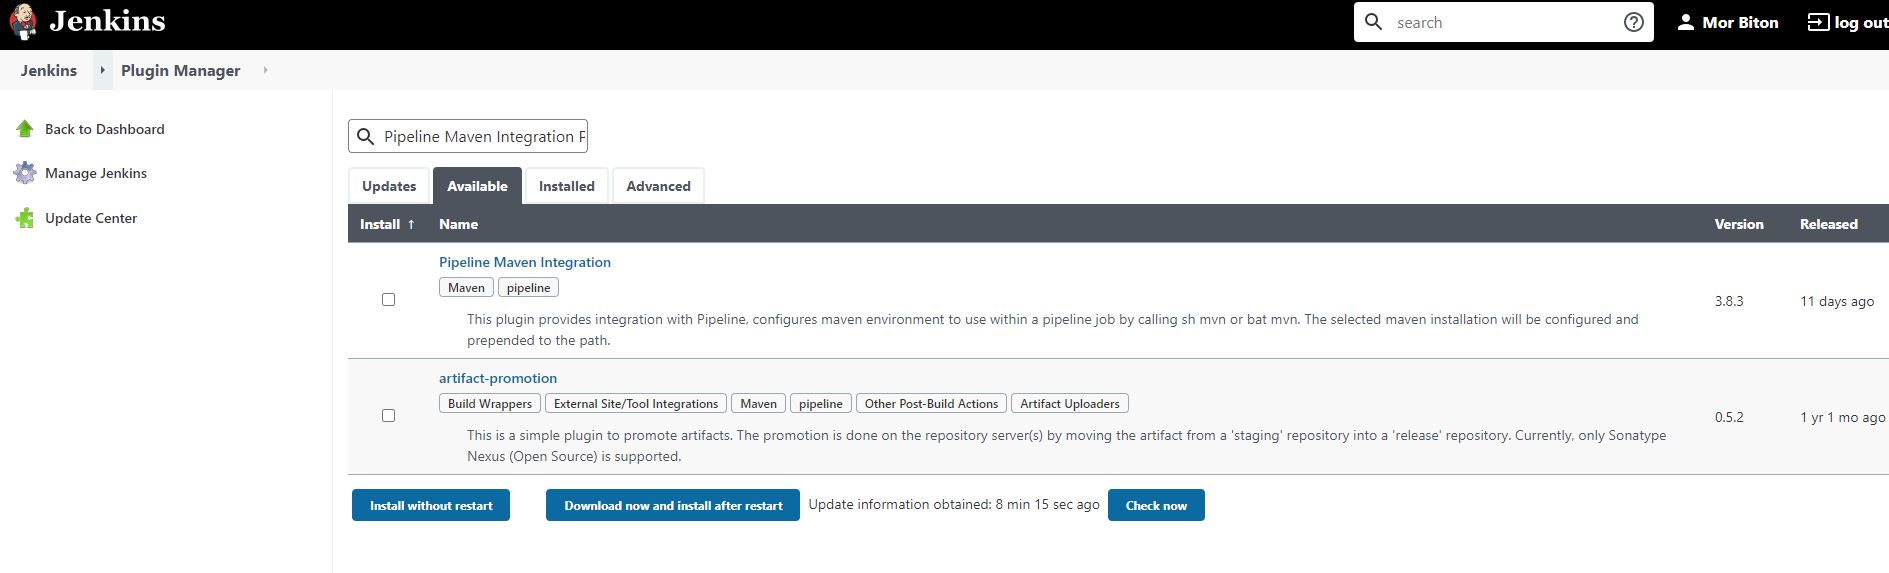 Jenkins
search
Mor Biton
log out
Jenkins
Plugin Manager
Back to Dashboard
Manage Jenkins
Update Center
Pipeline Maven Integration P
Updates Available Installed Advanced
Install ↑ Name Version Released
Pipeline Maven Integration
Maven pipeline
This plugin provides integration with Pipeline, configures maven environment to use within a pipeline job by calling sh mvn or bat mvn. The selected maven installation will be configured and
prepended to the path.
3.8.3
11 days ago
artifact-promotion
Build Wrappers External Site/Tool Integrations Maven pipeline Other Post-Build Actions Artifact Uploaders
This is a simple plugin to promote artifacts. The promotion is done on the repository server(s) by moving the artifact from a 'staging' repository into a 'release' repository. Currently, only Sonatype
Nexus (Open Source) is supported.
0.5.2
1 yr 1 mo ago
Install without restart Download now and install after restart Update information obtained: 8 min 15 sec ago Check now